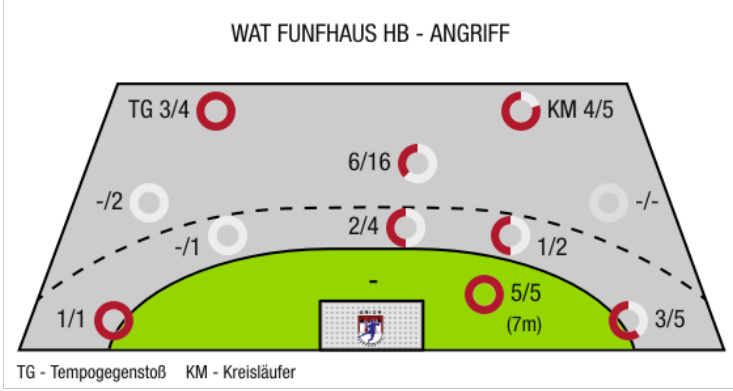 WAT FUNFHAUS HB - ANGRIFF
TG 3/4
KM 4/5
6/16
-/2
-/-
2/4
-/1
1/2
-
5/5
(7m)
1/1
3/5
UNION
TG - Tempogegenstoß KM - Kreisläufer